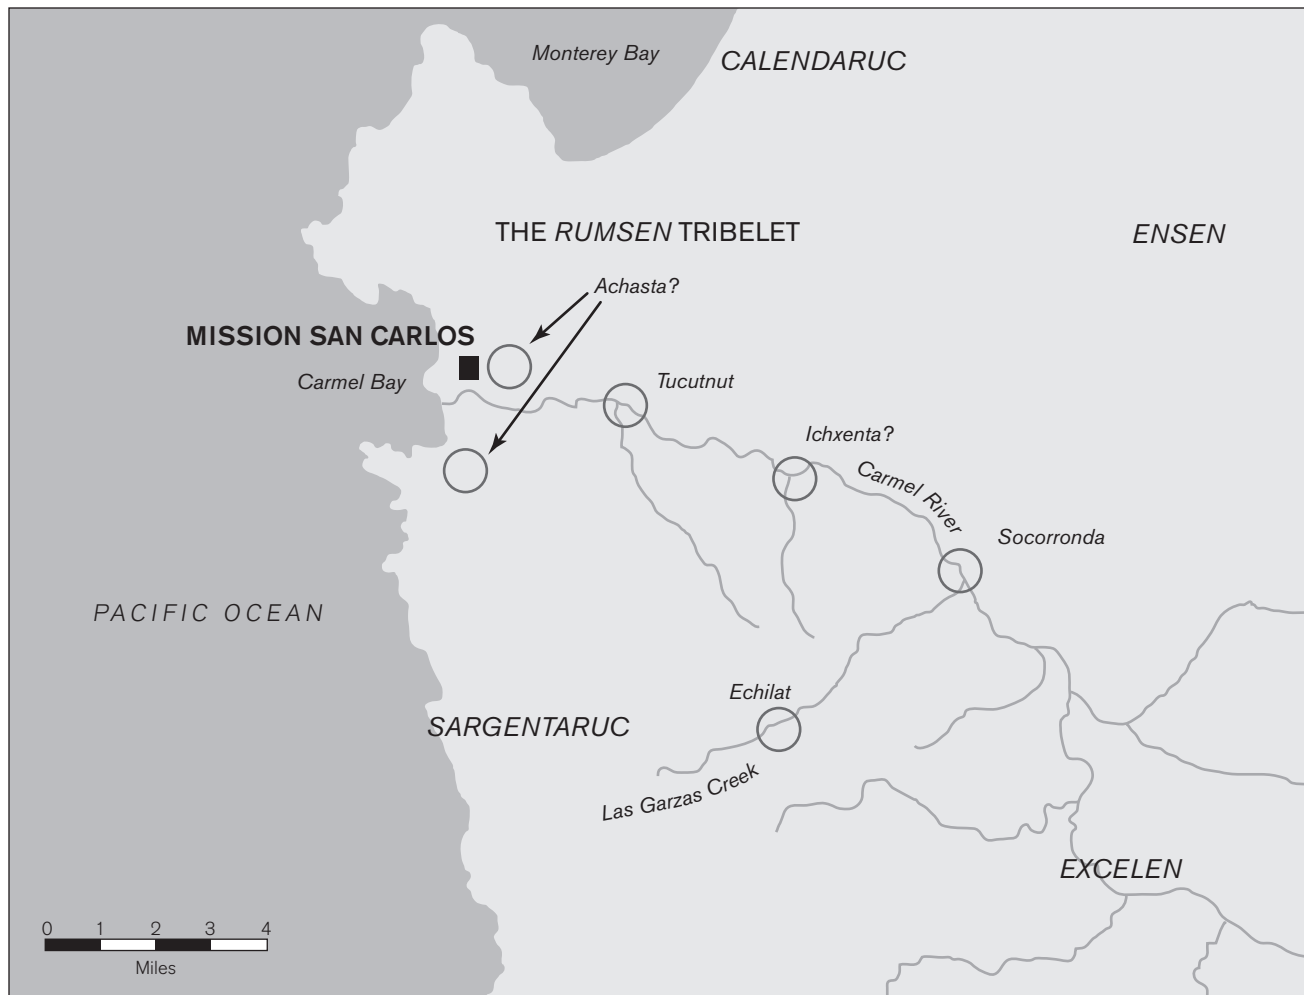 Monterey Bay
CALENDARUC
THE RUMSEN TRIBELET
ENSEN
Achasta?
MISSION SAN CARLOS
Carmel Bay
Tucutnut
Ichxenta?
Carmel River
Socorronda
PACIFIC OCEAN
Echilat
SARGENTARUC
Las Garzas Creek
EXCELEN
0 1 2 3 4
Miles